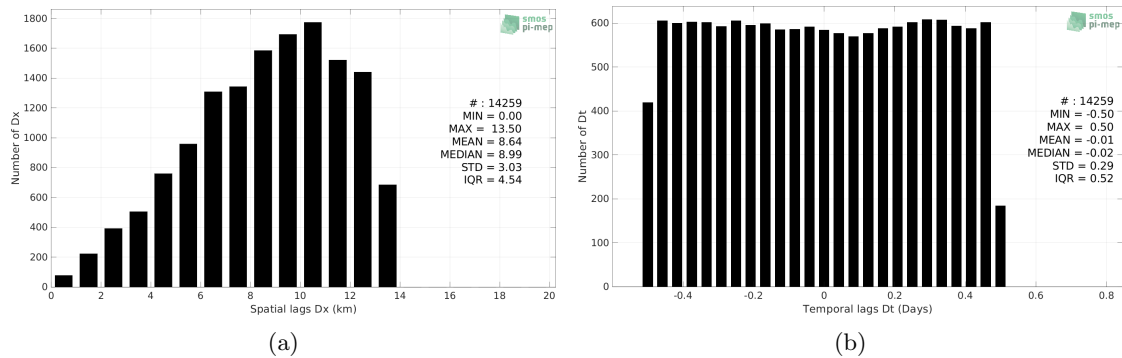 1800
1600
1400
1200
1000
800
600
400
200
0
Number of Dx
smos
pi-mep
# : 14259
MIN = 0.00
MAX = 13.50
MEAN = 8.64
MEDIAN = 8.99
STD = 3.03
IQR = 4.54
0 2 4 6 8 10 12 14 16 18 20
Spatial lags Dx (km)
(a)
600
500
400
300
200
100
0
Number of Dt
smos
pi-mep
# : 14259
MIN = -0.50
MAX = 0.50
MEAN = -0.01
MEDIAN = -0.02
STD = 0.29
IQR = 0.52
-0.4 -0.2 0 0.2 0.4 0.6 0.8
Temporal lags Dt (Days)
(b)